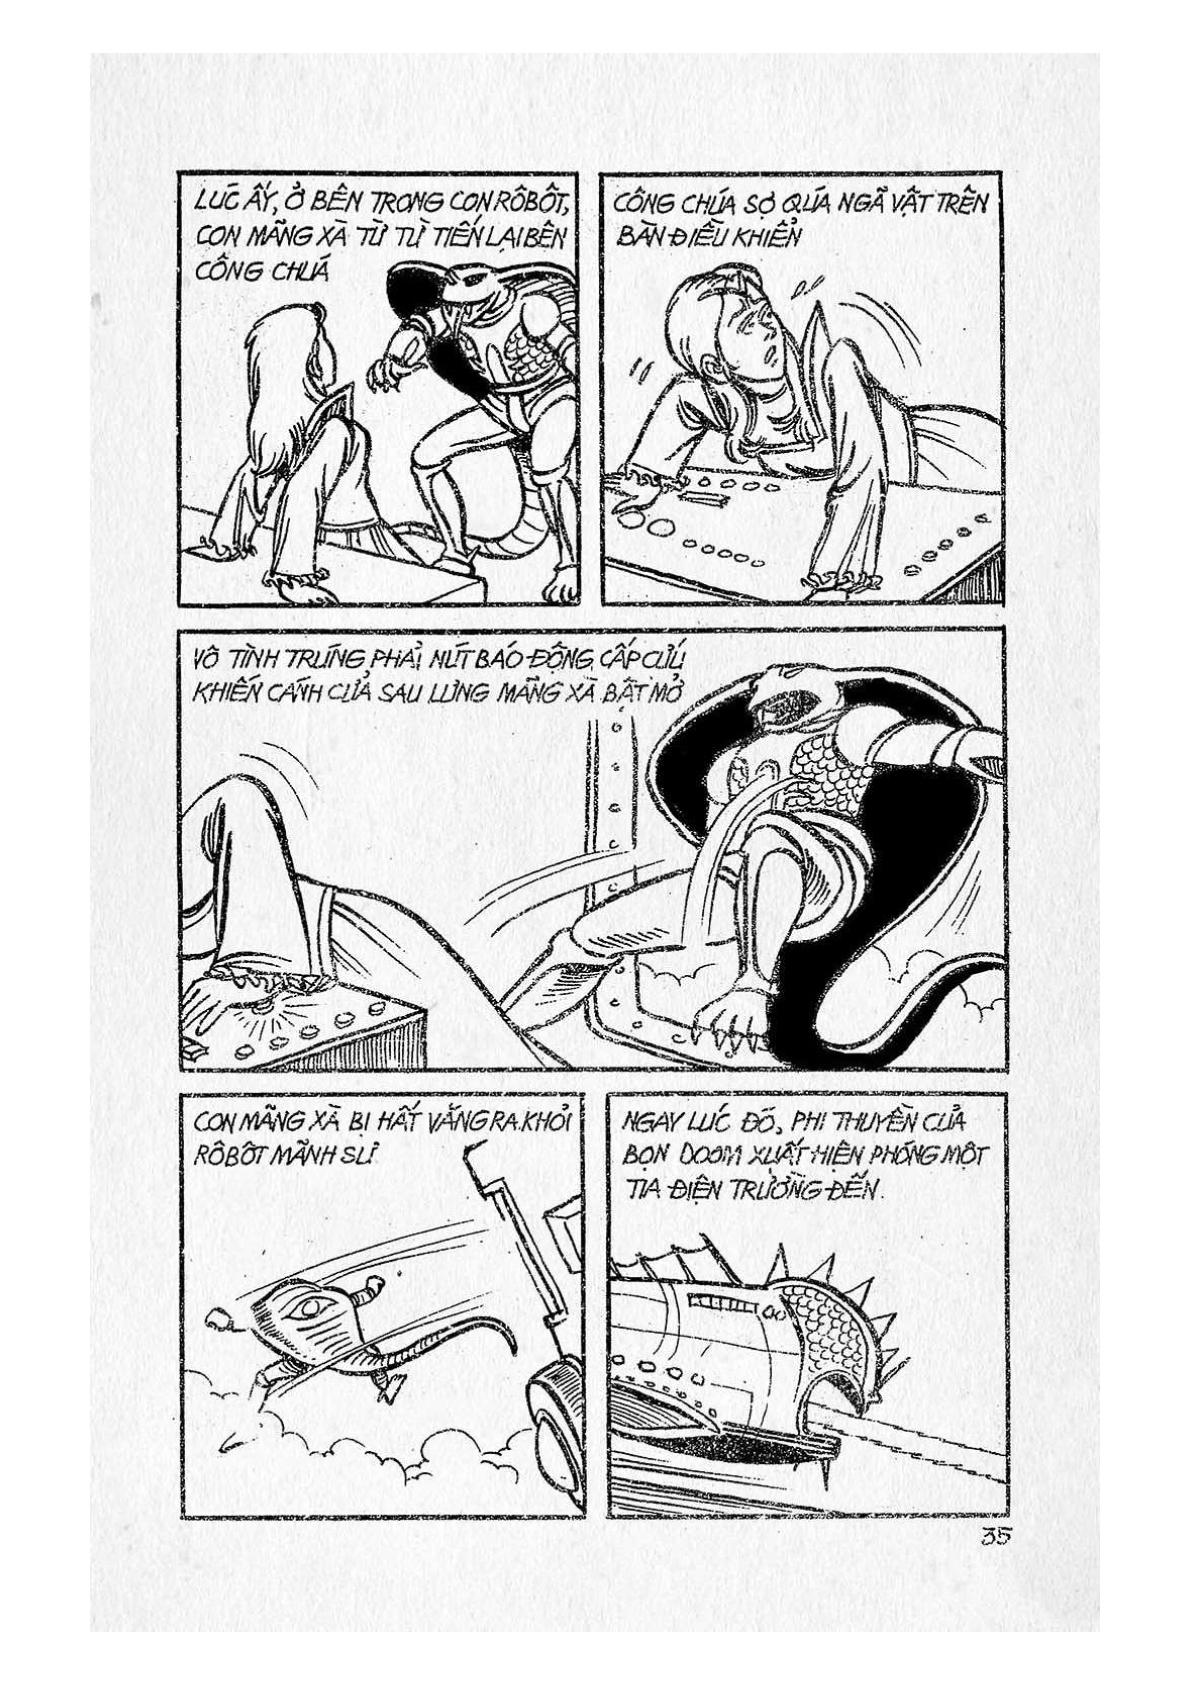 LÚC ẤY, Ở BÊN TRONG CON RÔBÔT,
CON MÃNG XÀ TỪ TỪ TIẾN LẠI BÊN
CÔNG CHUÁ
CÔNG CHÚA SỢ QUÁ NGÃ VẬT TRÊN
BÀN ĐIỀU KHIỂN
VÔ TÌNH TRÚNG PHẢI NÚT BÁO ĐỘNG CẤP CỨU
KHIẾN CÁNH CỬA SAU LƯNG MÃNG XÀ BẬT MỞ
CON MÃNG XÀ BỊ HẤT VĂNG RA KHỎI
RÔBÔT MÃNH SƯ
NGAY LÚC ĐÓ, PHI THUYỀN CỦA
BỌN DOOM XUẤT HIỆN PHÓNG MỘT
TIA ĐIỆN TRƯỜNG ĐẾN.
35